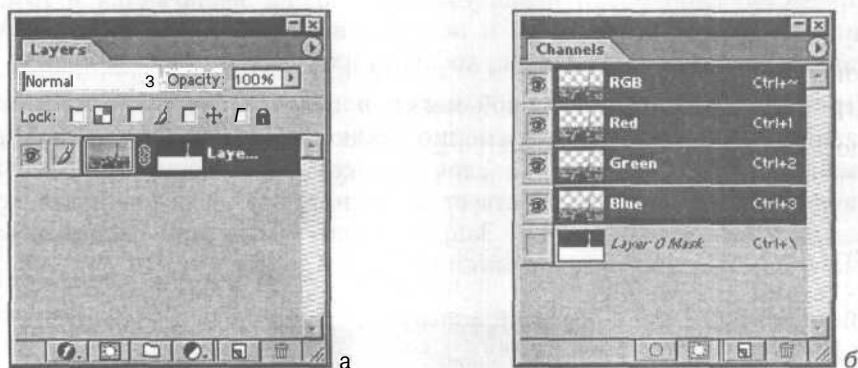 Layers
Normal 3 Opacity: 100%
Lock:
Laye...
а
Channels
RGB Ctrl+~
Red Ctrl+1
Green Ctrl+2
Blue Ctrl+3
Layer 0 Mask Ctrl+\
б